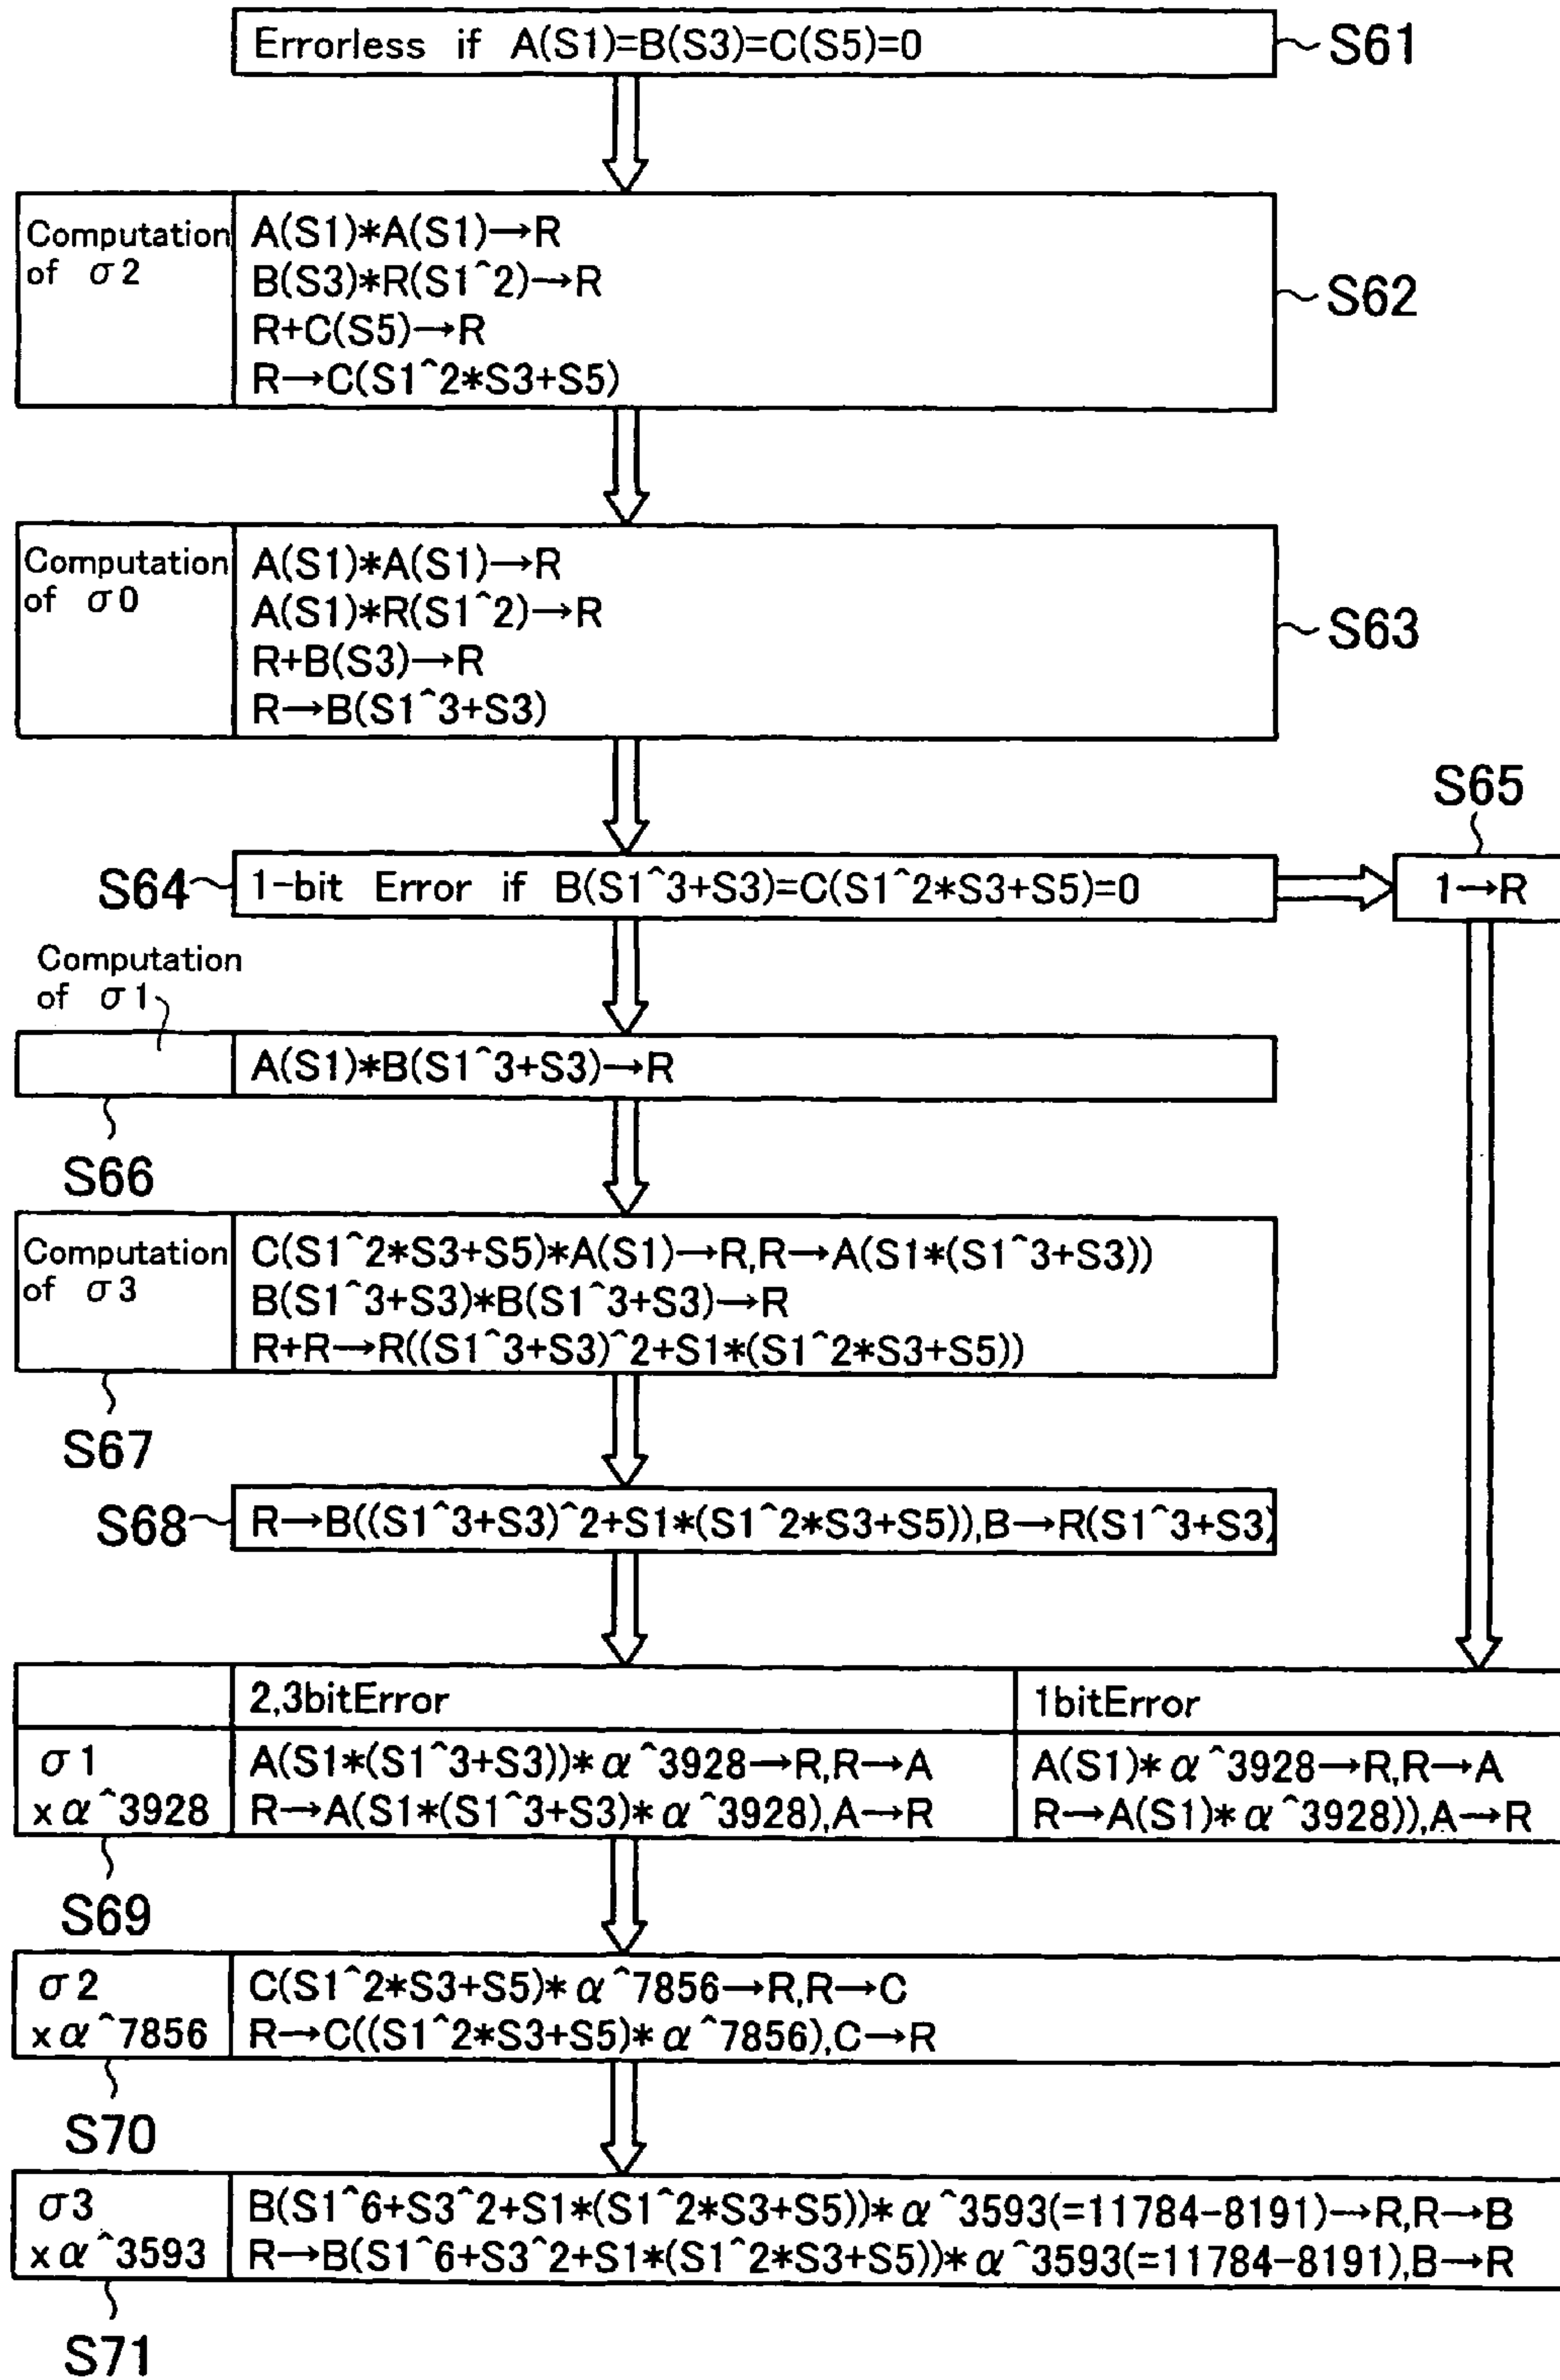 Errorless if A(S1)=B(S3)=C(S5)=0
S61
Computation
of σ2
A(S1)*A(S1)→R
B(S3)*R(S1^2)→R
R+C(S5)→R
R→C(S1^2*S3+S5)
S62
Computation
of σ0
A(S1)*A(S1)→R
A(S1)*R(S1^2)→R
R+B(S3)→R
R→B(S1^3+S3)
S63
S64
1-bit Error if B(S1^3+S3)=C(S1^2*S3+S5)=0
S65
1→R
Computation
of σ1
A(S1)*B(S1^3+S3)→R
S66
Computation
of σ3
C(S1^2*S3+S5)*A(S1)→R,R→A(S1*(S1^3+S3))
B(S1^3+S3)*B(S1^3+S3)→R
R+R→R((S1^3+S3)^2+S1*(S1^2*S3+S5))
S67
S68
R→B((S1^3+S3)^2+S1*(S1^2*S3+S5)),B→R(S1^3+S3)
2,3bitError
1bitError
σ1
xα^3928
A(S1*(S1^3+S3))*α^3928→R,R→A
R→A(S1*(S1^3+S3)*α^3928),A→R
A(S1)*α^3928→R,R→A
R→A(S1)*α^3928)),A→R
S69
σ2
xα^7856
C(S1^2*S3+S5)*α^7856→R,R→C
R→C((S1^2*S3+S5)*α^7856),C→R
S70
σ3
xα^3593
B(S1^6+S3^2+S1*(S1^2*S3+S5))*α^3593(=11784-8191)→R,R→B
R→B(S1^6+S3^2+S1*(S1^2*S3+S5))*α^3593(=11784-8191),B→R
S71